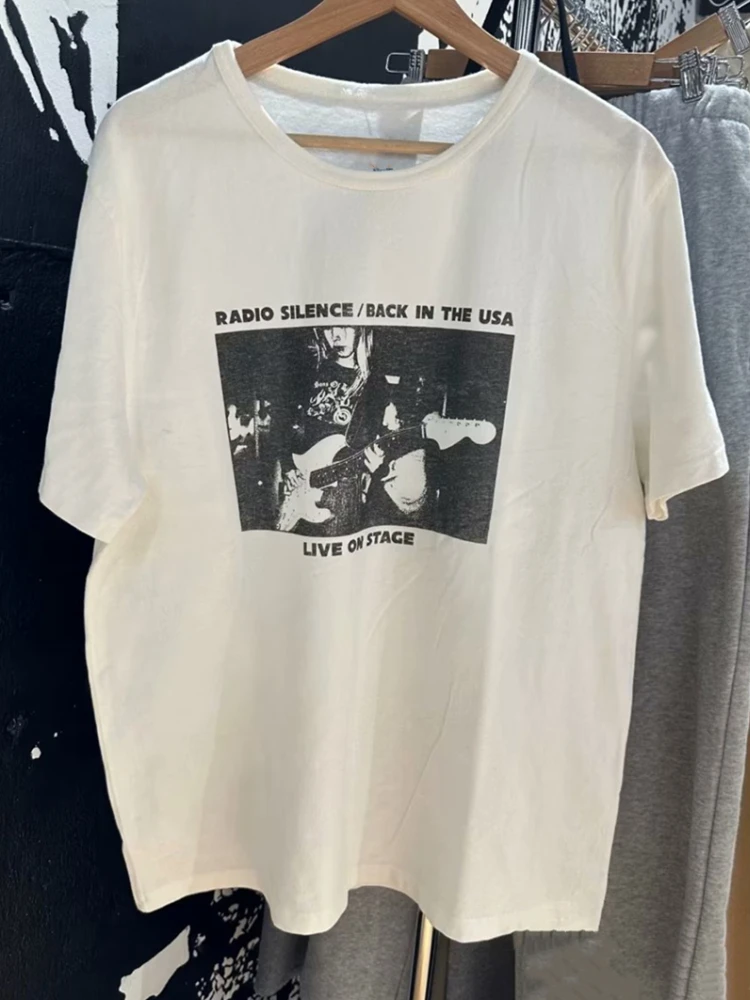 RADIO SILENCE / BACK IN THE USA
LIVE ON STAGE